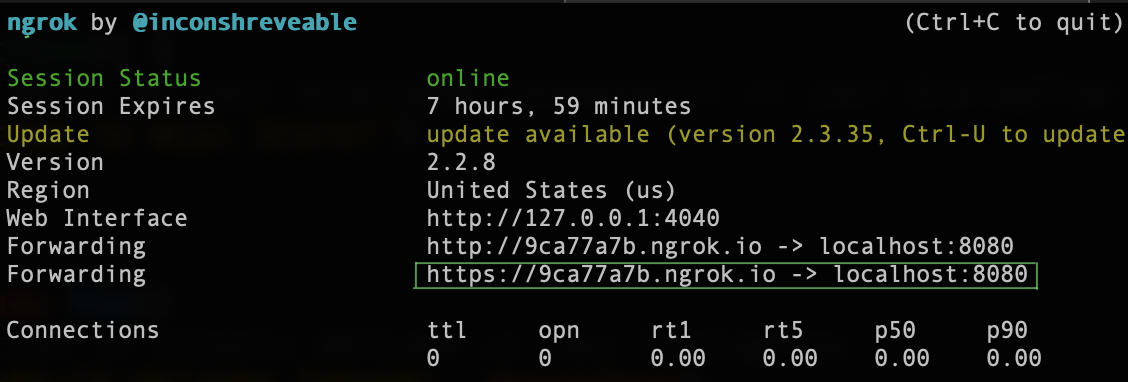 ngrok by @inconshreveable (Ctrl+C to quit)
Session Status online
Session Expires 7 hours, 59 minutes
Update update available (version 2.3.35, Ctrl-U to update
Version 2.2.8
Region United States (us)
Web Interface http://127.0.0.1:4040
Forwarding http://9ca77a7b.ngrok.io -> localhost:8080
Forwarding https://9ca77a7b.ngrok.io -> localhost:8080
Connections ttl opn rt1 rt5 p50 p90
0 0 0.00 0.00 0.00 0.00